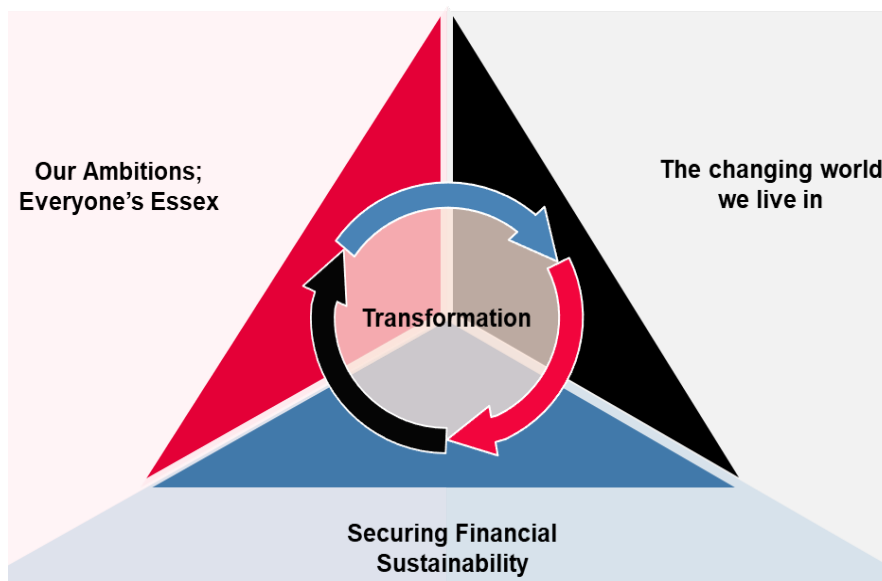 Our Ambitions;
Everyone's Essex
The changing world
we live in
Transformation
Securing Financial
Sustainability